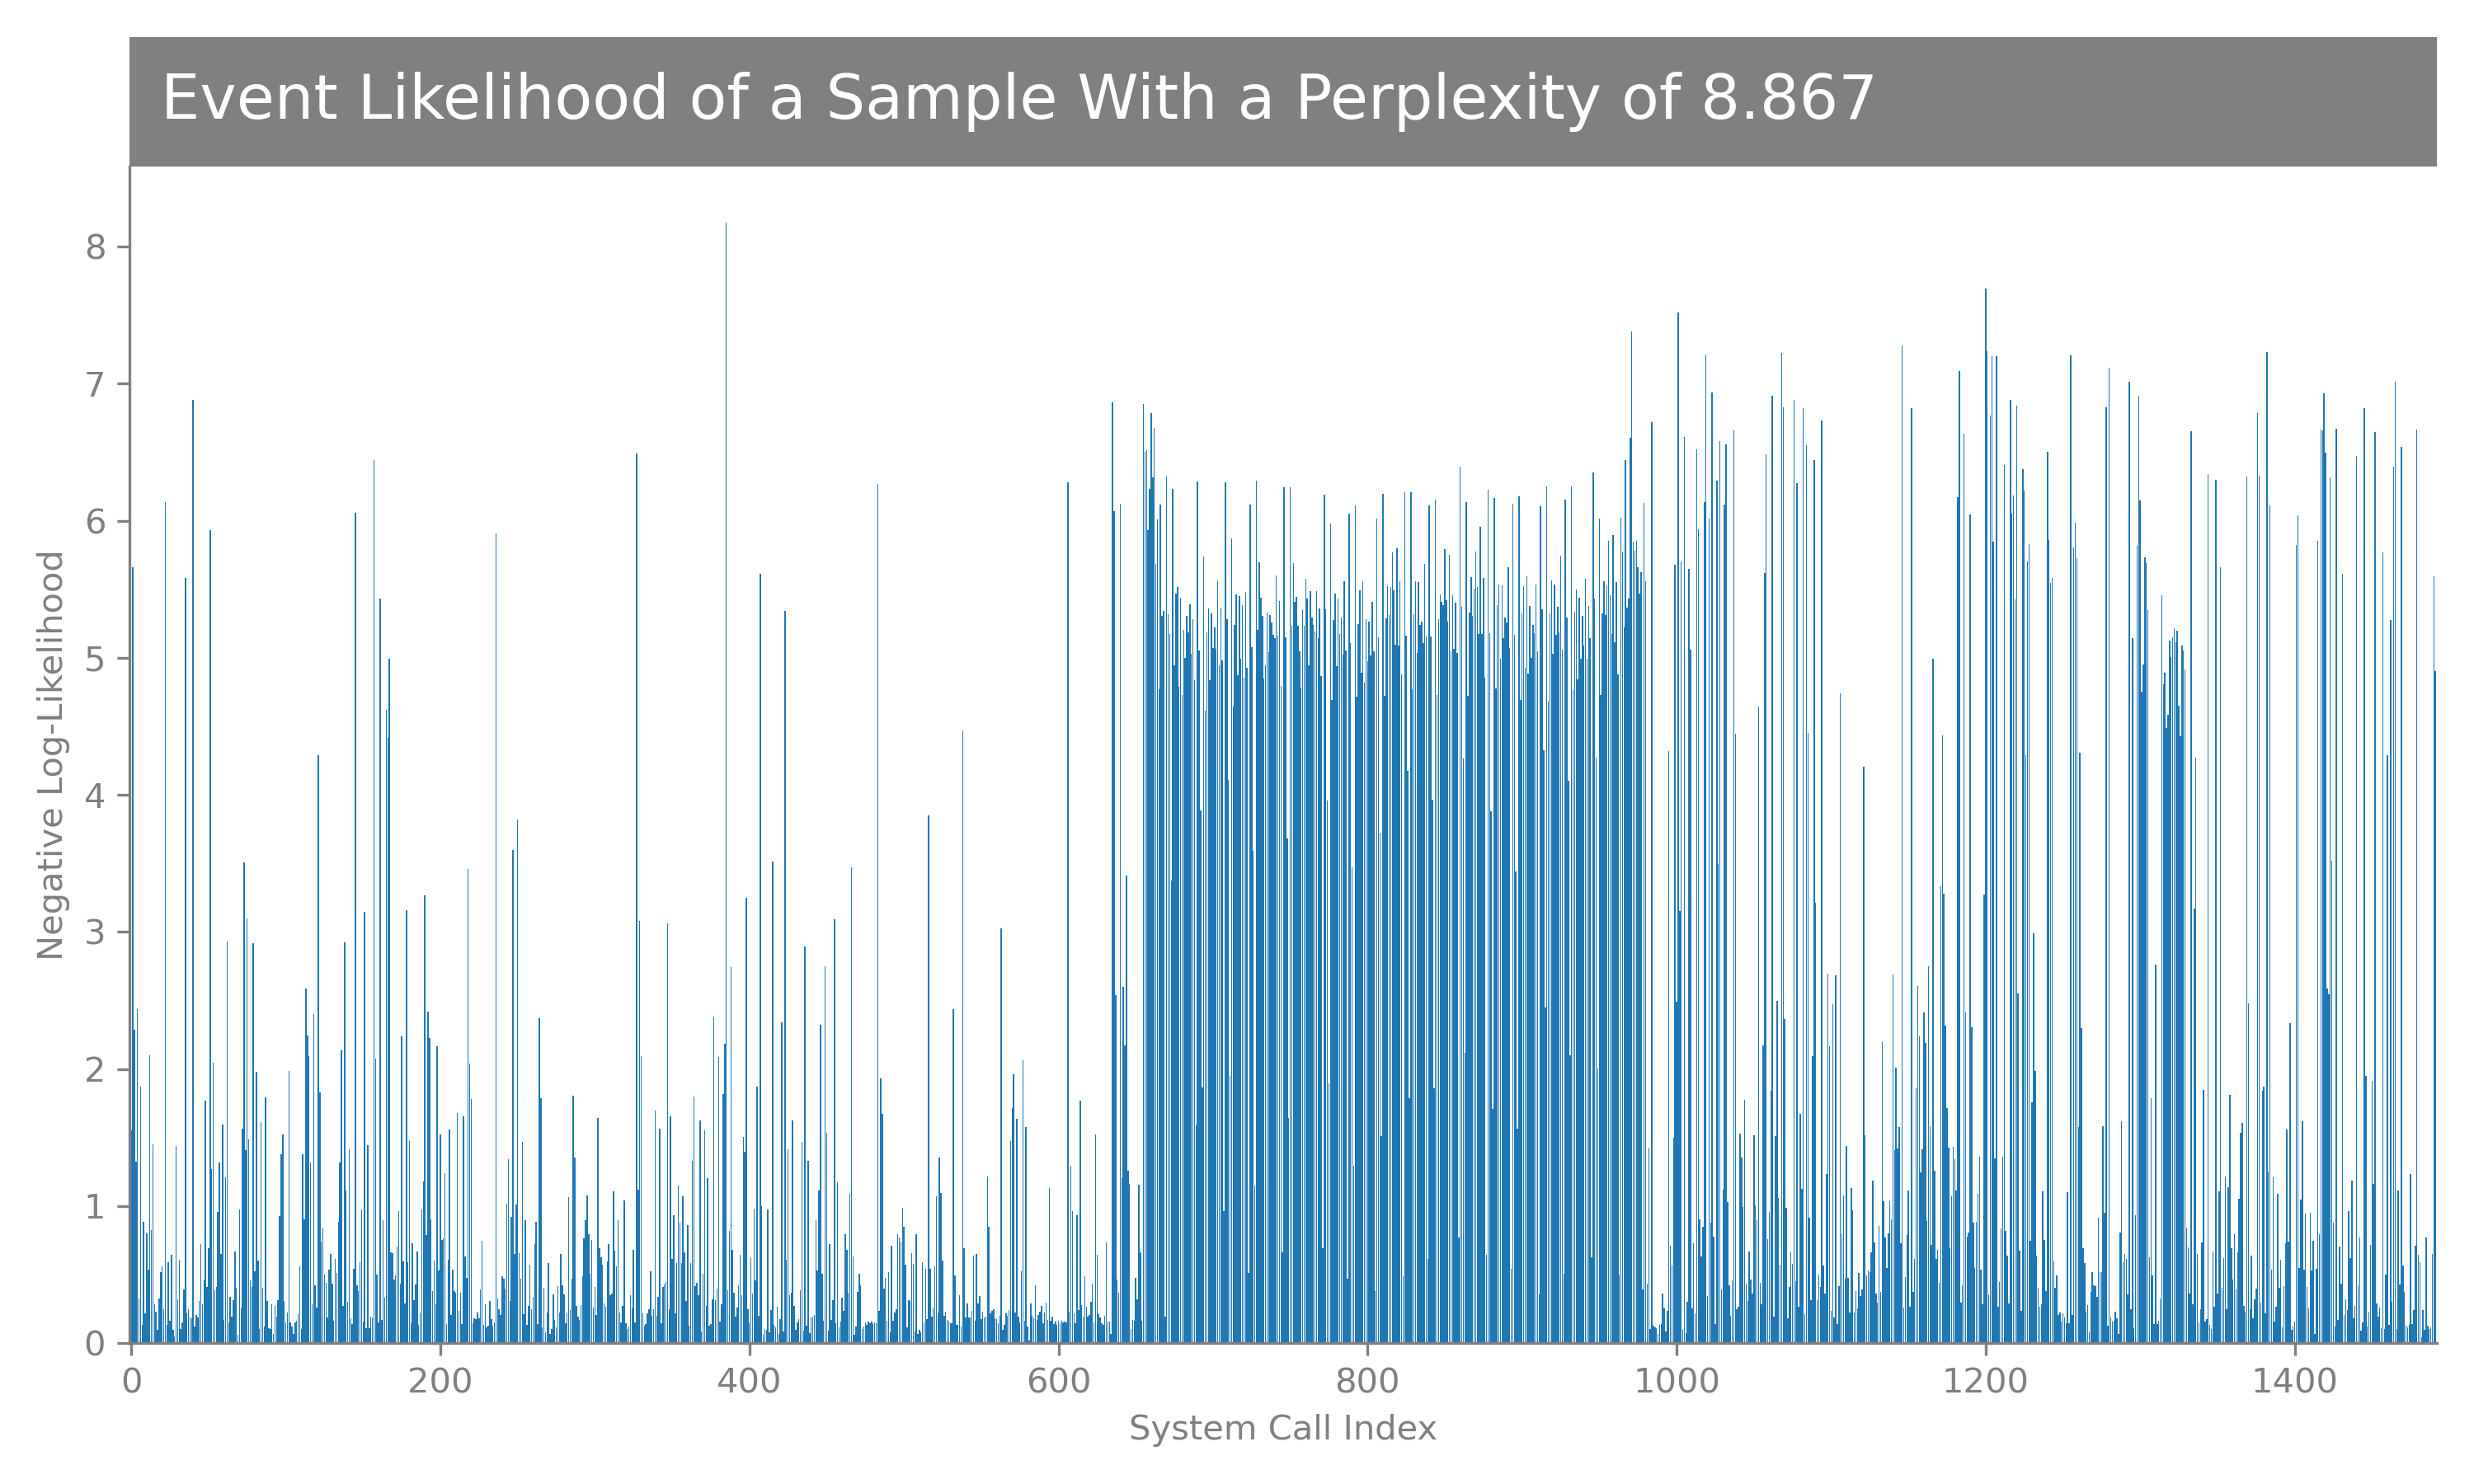 Event Likelihood of a Sample With a Perplexity of 8.867
8
7
6
5
4
3
2
1
0
Negative Log-Likelihood
0 200 400 600 800 1000 1200 1400
System Call Index